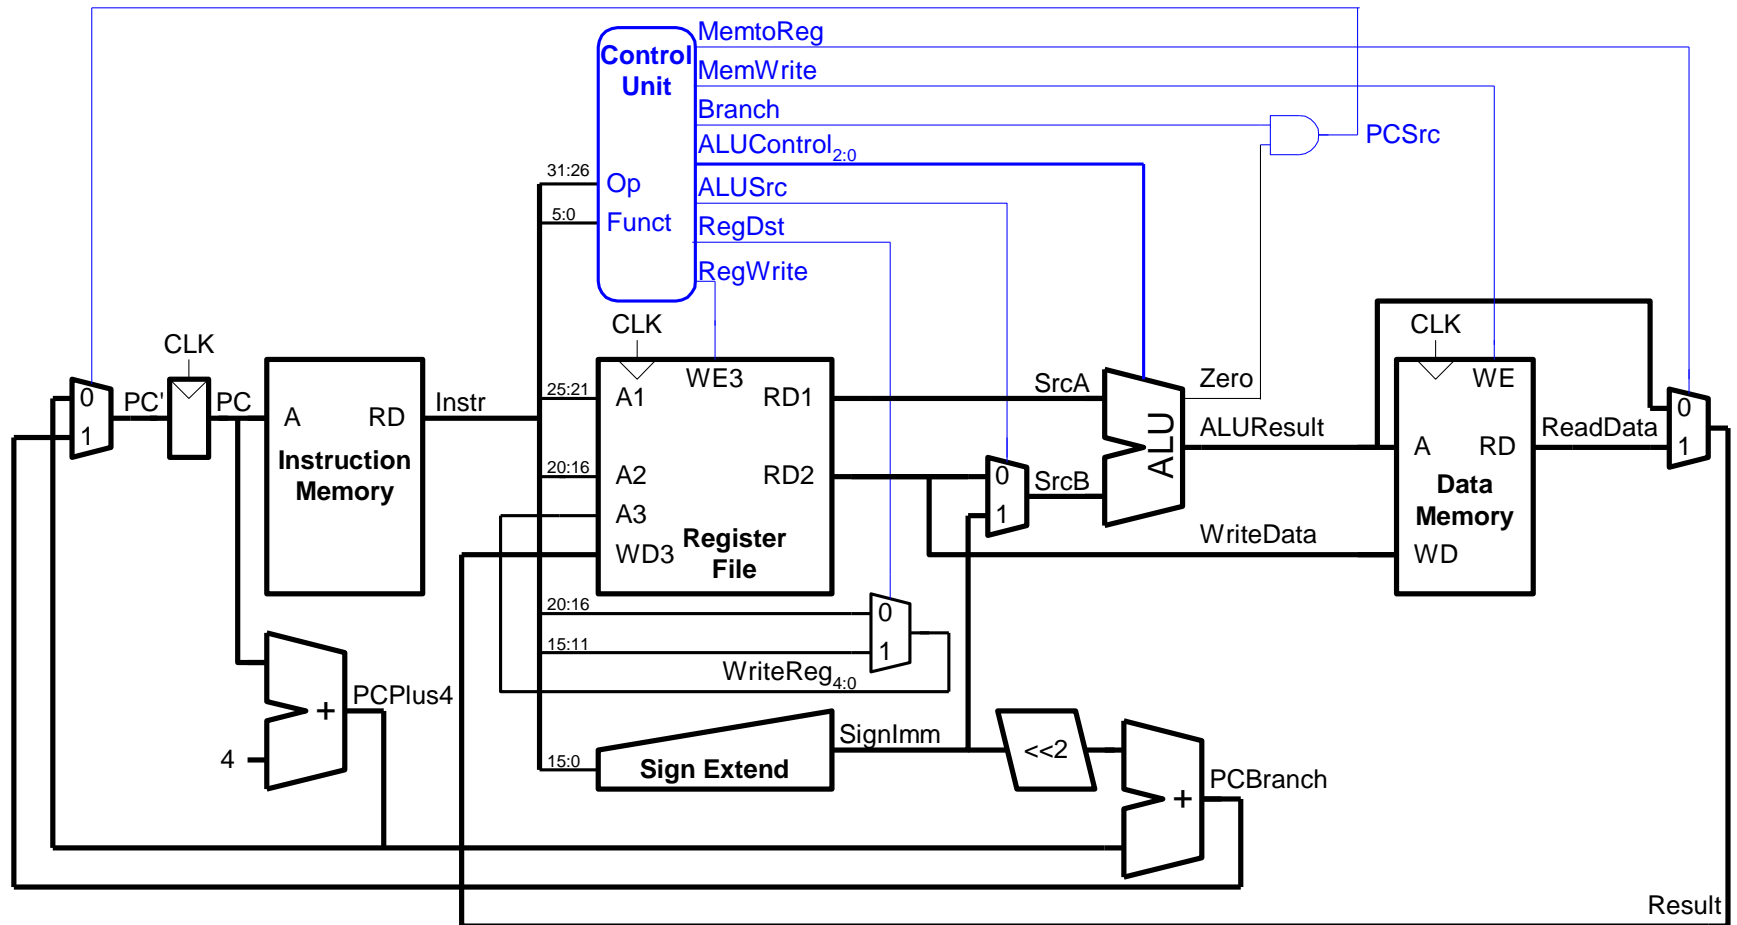 MemtoReg
Control
Unit
MemWrite
Branch
ALUControl2:0
PCSrc
31:26
Op
ALUSrc
5:0
Funct
RegDst
RegWrite
CLK
CLK
CLK
0
1
PC'
PC
A
RD
Instruction
Memory
Instr
25:21
A1
WE3
RD1
20:16
A2
RD2
A3
WD3
Register
File
SrcA
0
1
SrcB
ALU
Zero
ALUResult
WriteData
WE
A
RD
Data
Memory
WD
ReadData
0
1
20:16
0
15:11
1
WriteReg4:0
PCPlus4
+
4
SignImm
15:0
Sign Extend
<<2
+
PCBranch
Result